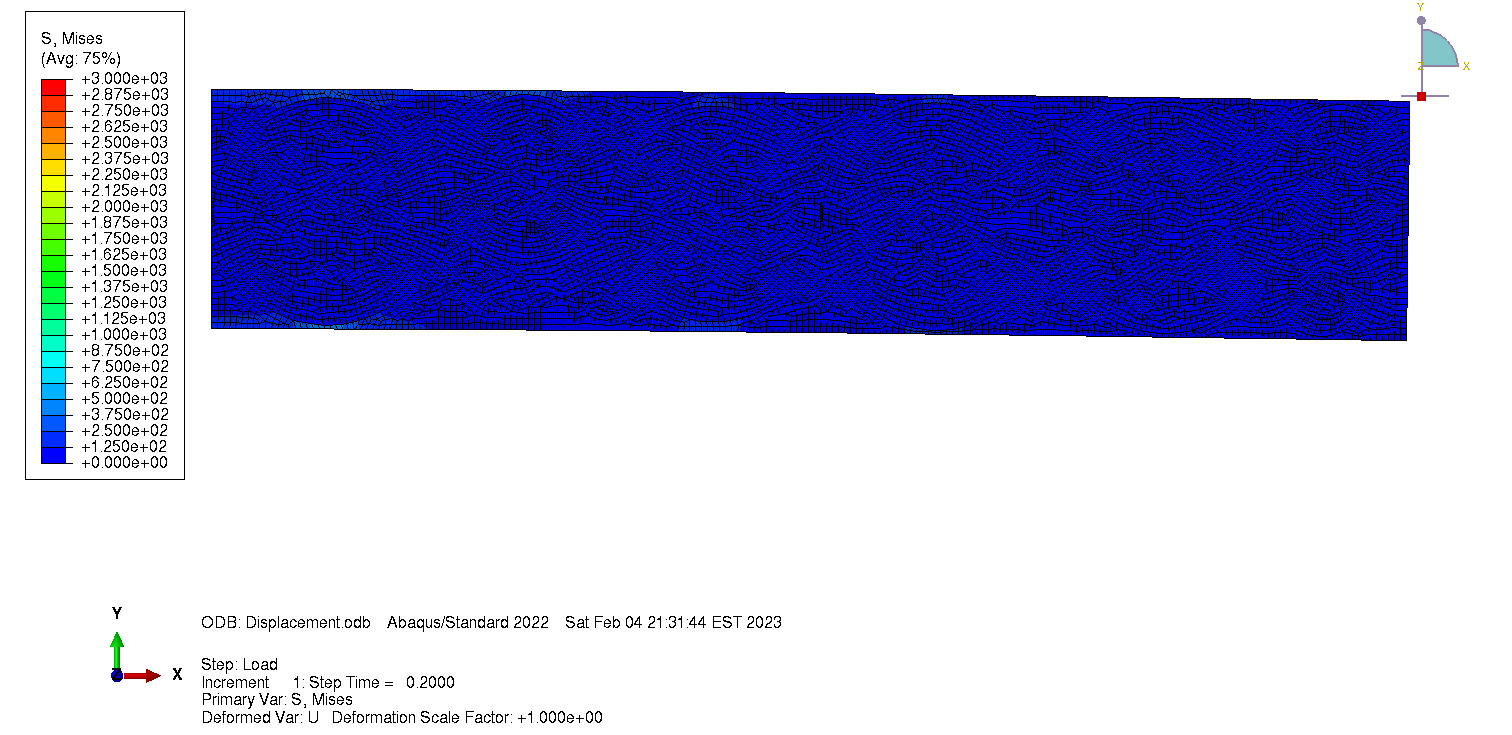 S, Mises
(Avg: 75%)
+3.000e+03
+2.875e+03
+2.750e+03
+2.625e+03
+2.500e+03
+2.375e+03
+2.250e+03
+2.125e+03
+2.000e+03
+1.875e+03
+1.750e+03
+1.625e+03
+1.500e+03
+1.375e+03
+1.250e+03
+1.125e+03
+1.000e+03
+8.750e+02
+7.500e+02
+6.250e+02
+5.000e+02
+3.750e+02
+2.500e+02
+1.250e+02
+0.000e+00
Y
Z X
Y
Z X
ODB: Displacement.odb Abaqus/Standard 2022 Sat Feb 04 21:31:44 EST 2023
Step: Load
Increment 1: Step Time = 0.2000
Primary Var: S, Mises
Deformed Var: U Deformation Scale Factor: +1.000e+00